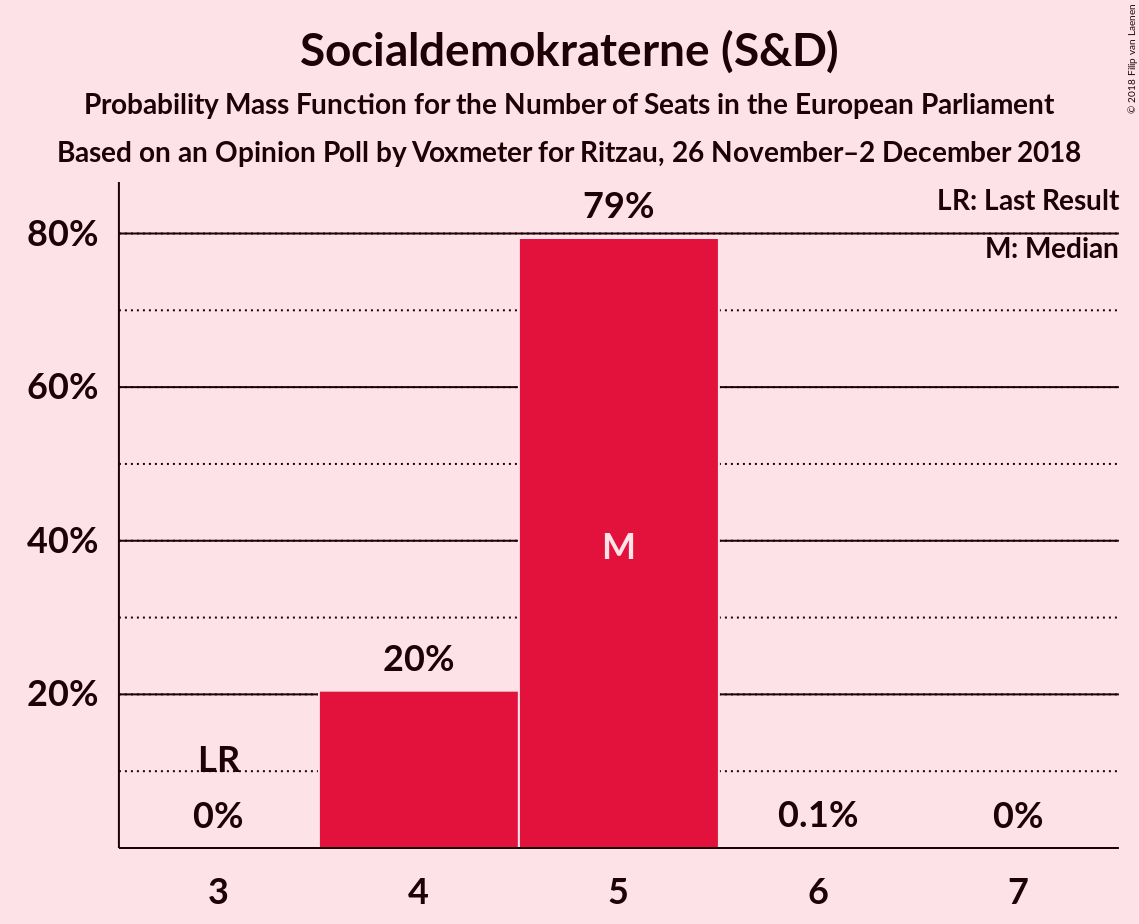 Socialdemokraterne (S&D)
Probability Mass Function for the Number of Seats in the European Parliament
Based on an Opinion Poll by Voxmeter for Ritzau, 26 November–2 December 2018
© 2018 Filip van Laenen
LR: Last Result
M: Median
80%
60%
40%
20%
79%
M
20%
LR
0%
0.1%
0%
3 4 5 6 7